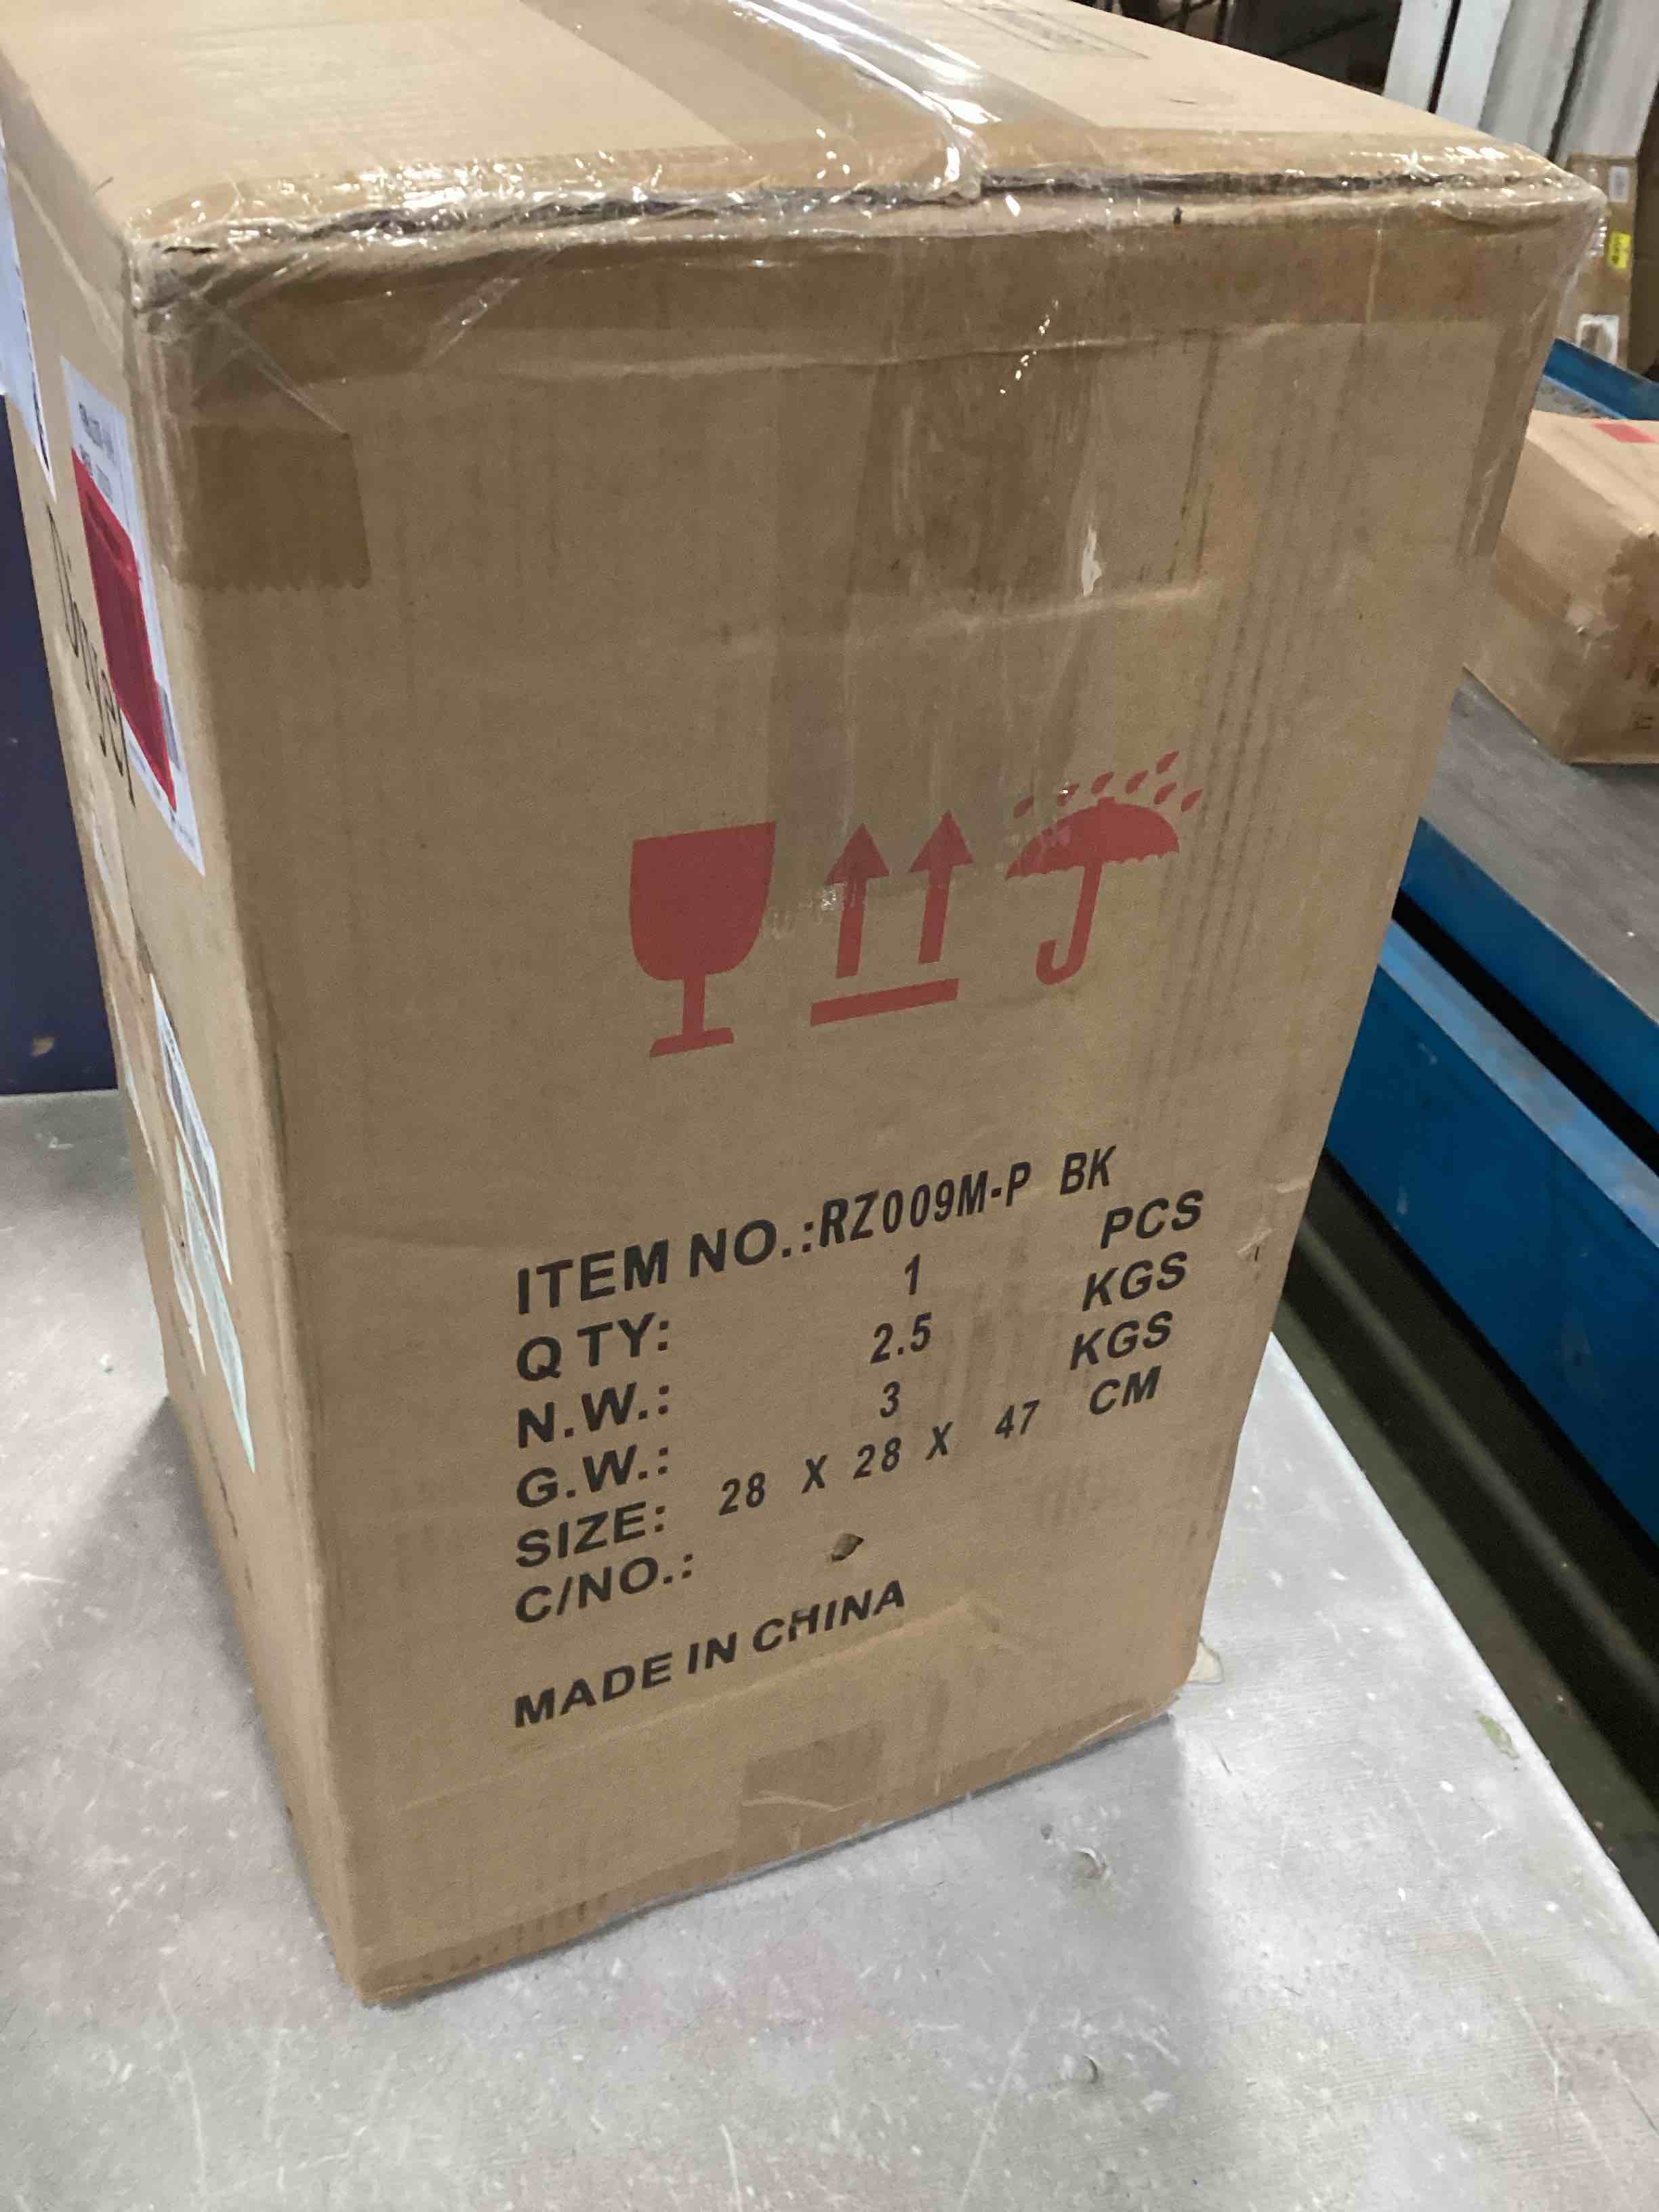 ITEM NO.:RZ009M-P BK
QTY: 1 PCS
N.W.: 2.5 KGS
G.W.: 3 KGS
SIZE: 28 X 28 X 47 CM
C/NO.:
MADE IN CHINA